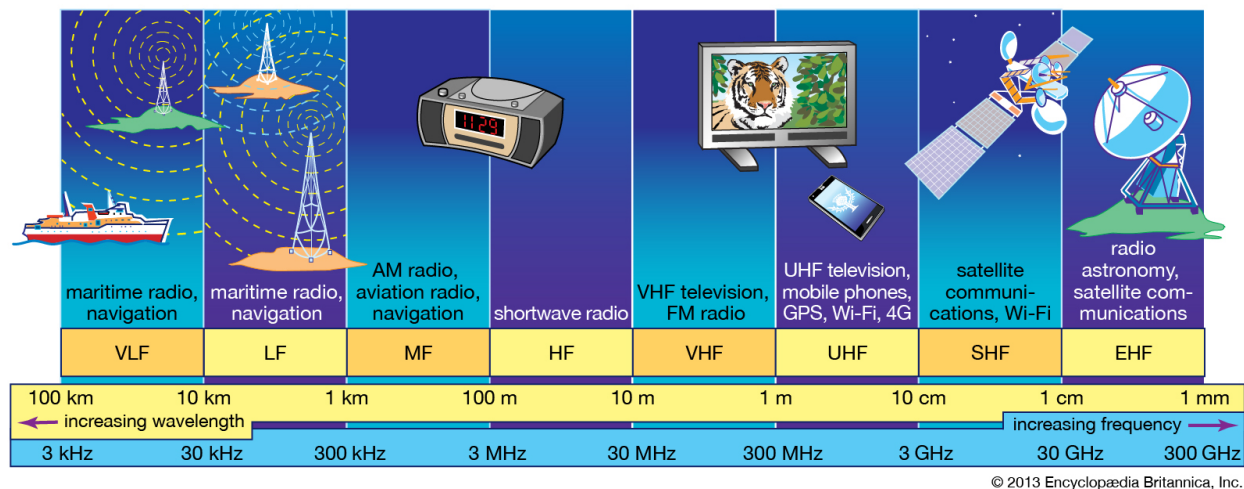 11:29
maritime radio,
navigation
maritime radio,
navigation
AM radio,
aviation radio,
navigation
shortwave radio
VHF television,
FM radio
UHF television,
mobile phones,
GPS, Wi-Fi, 4G
satellite
communi-
cations, Wi-Fi
radio
astronomy,
satellite com-
munications
VLF LF MF HF VHF UHF SHF EHF
100 km 10 km 1 km 100 m 10 m 1 m 10 cm 1 cm 1 mm
increasing wavelength increasing frequency
3 kHz 30 kHz 300 kHz 3 MHz 30 MHz 300 MHz 3 GHz 30 GHz 300 GHz
© 2013 Encyclopædia Britannica, Inc.